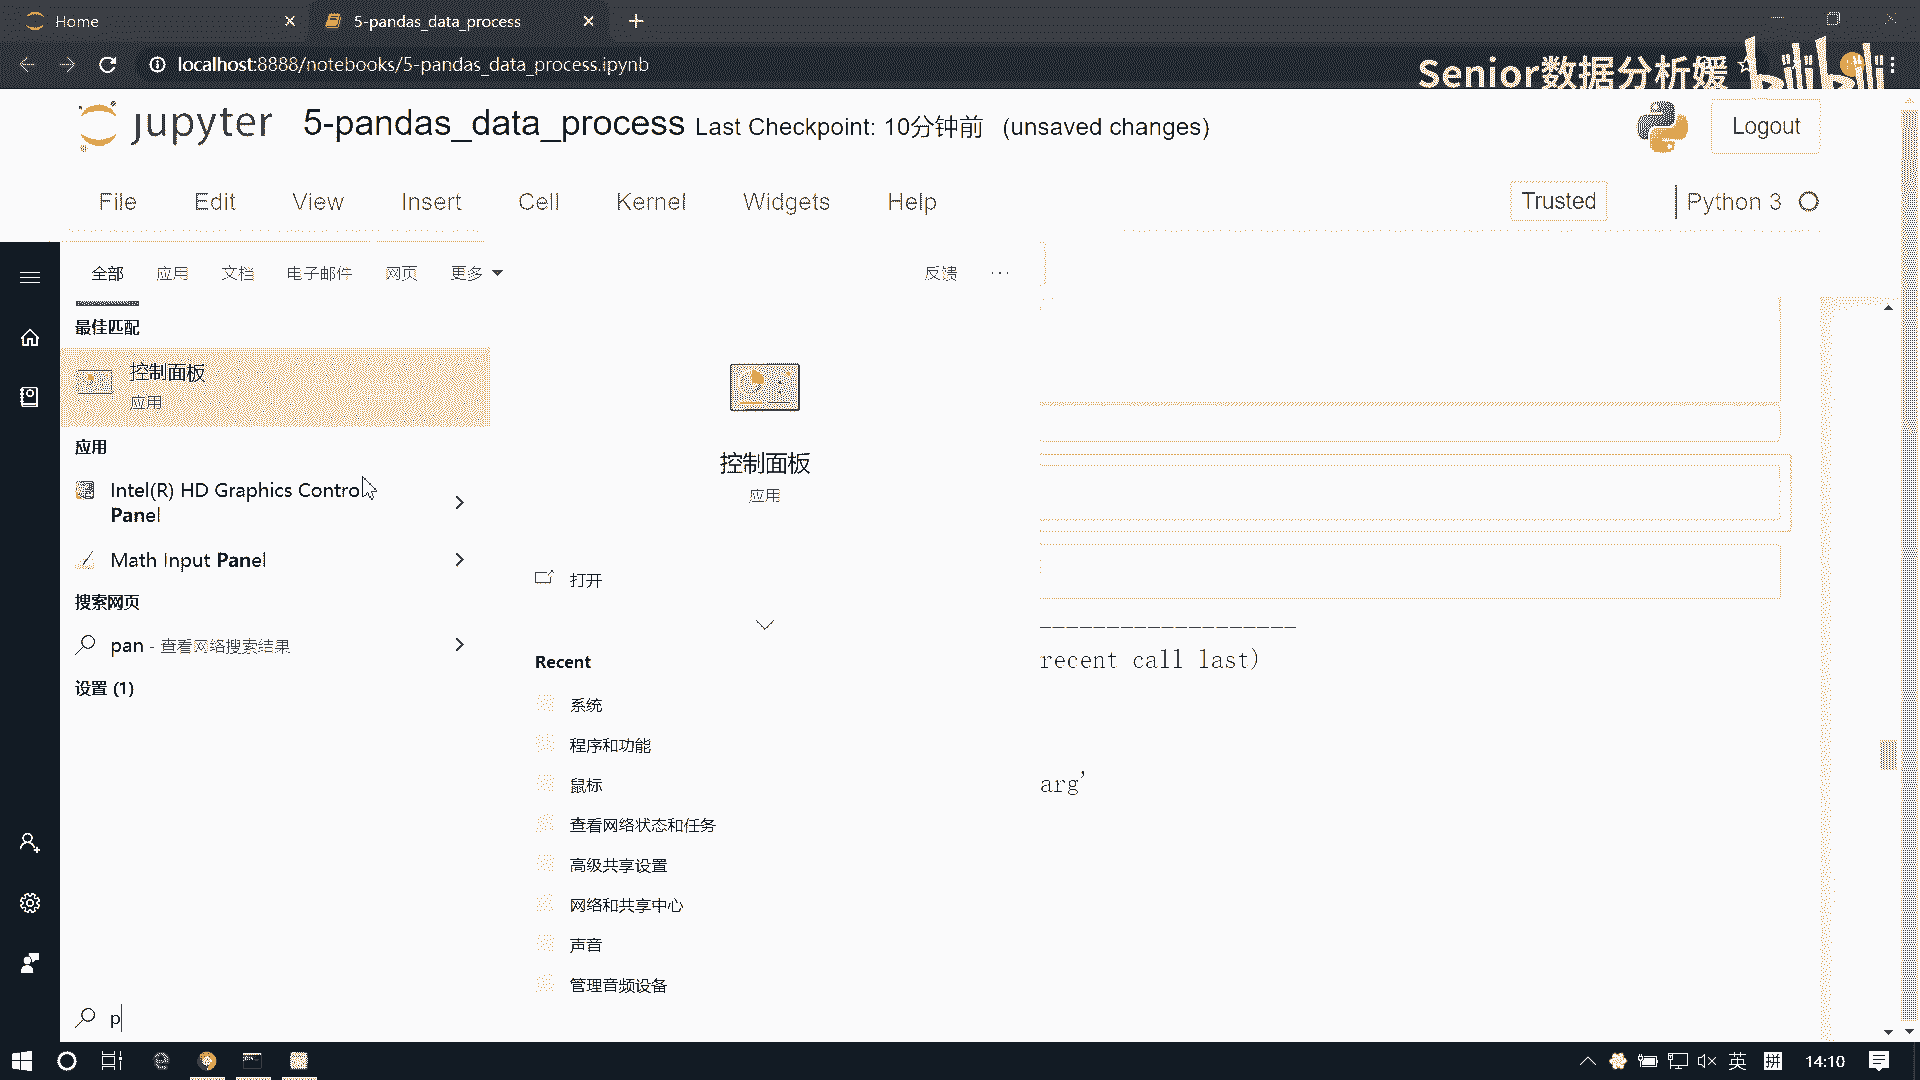 Home
5-pandas_data_process
localhost:8888/notebooks/5-pandas_data_process.ipynb
Senior数据分析媛 bilibili
jupyter 5-pandas_data_process Last Checkpoint: 10分钟前 (unsaved changes)
Logout
File Edit View Insert Cell Kernel Widgets Help
Trusted
Python 3
全部 应用 文档 电子邮件 网页 更多
反馈 ...
最佳匹配
控制面板
应用
应用
Intel(R) HD Graphics Control
Panel
Math Input Panel
搜索网页
pan - 查看网络搜索结果
设置 (1)
p
控制面板
应用
打开
Recent
系统
程序和功能
鼠标
查看网络状态和任务
高级共享设置
网络和共享中心
声音
管理音频设备
-------------------
recent call last)
arg'
英 拼 14:10